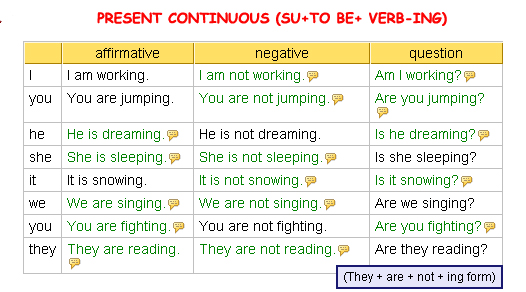 PRESENT CONTINUOUS (SU+TO BE+ VERB-ING)
affirmative negative question
I I am working. I am not working. Am I working?
you You are jumping. You are not jumping. Are you jumping?
he He is dreaming. He is not dreaming. Is he dreaming?
she She is sleeping. She is not sleeping. Is she sleeping?
it It is snowing. It is not snowing. Is it snowing?
we We are singing. We are not singing. Are we singing?
you You are fighting. You are not fighting. Are you fighting?
they They are reading. They are not reading. Are they reading?
(They + are + not + ing form)